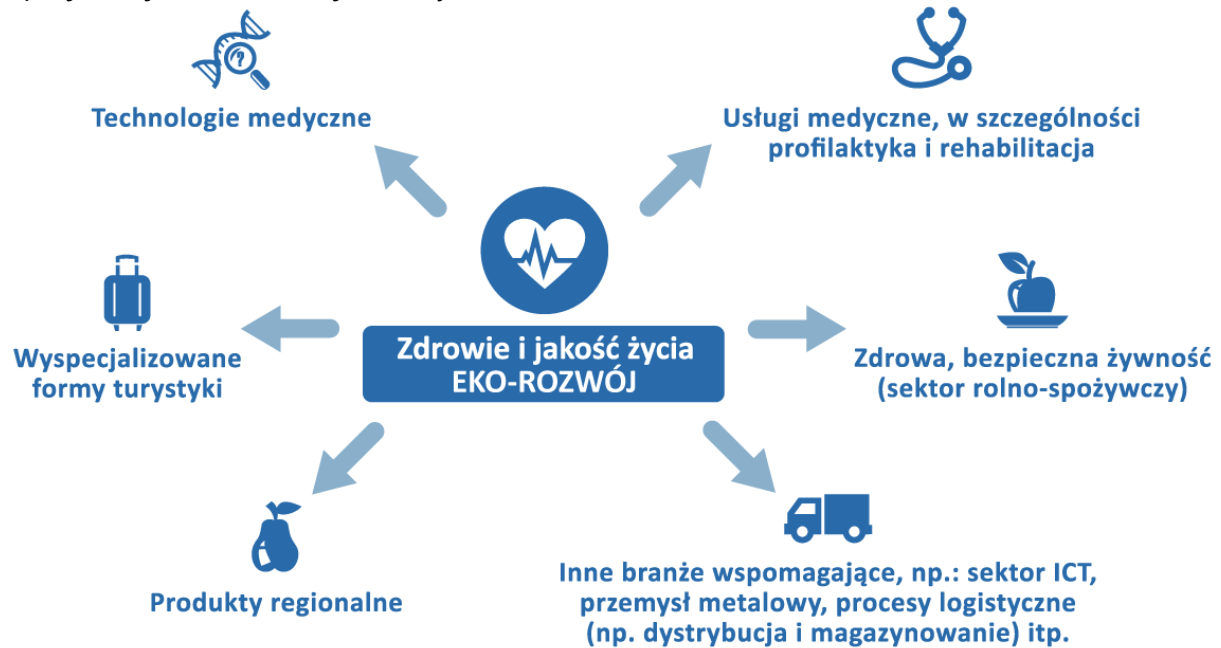 Technologie medyczne
Usługi medyczne, w szczególności
profilaktyka i rehabilitacja
Wyspecjalizowane
formy turystyki
Zdrowie i jakość życia
EKO-ROZWÓJ
Zdrowa, bezpieczna żywność
(sektor rolno-spożywczy)
Produkty regionalne
Inne branże wspomagające, np.: sektor ICT,
przemysł metalowy, procesy logistyczne
(np. dystrybucja i magazynowanie) itp.